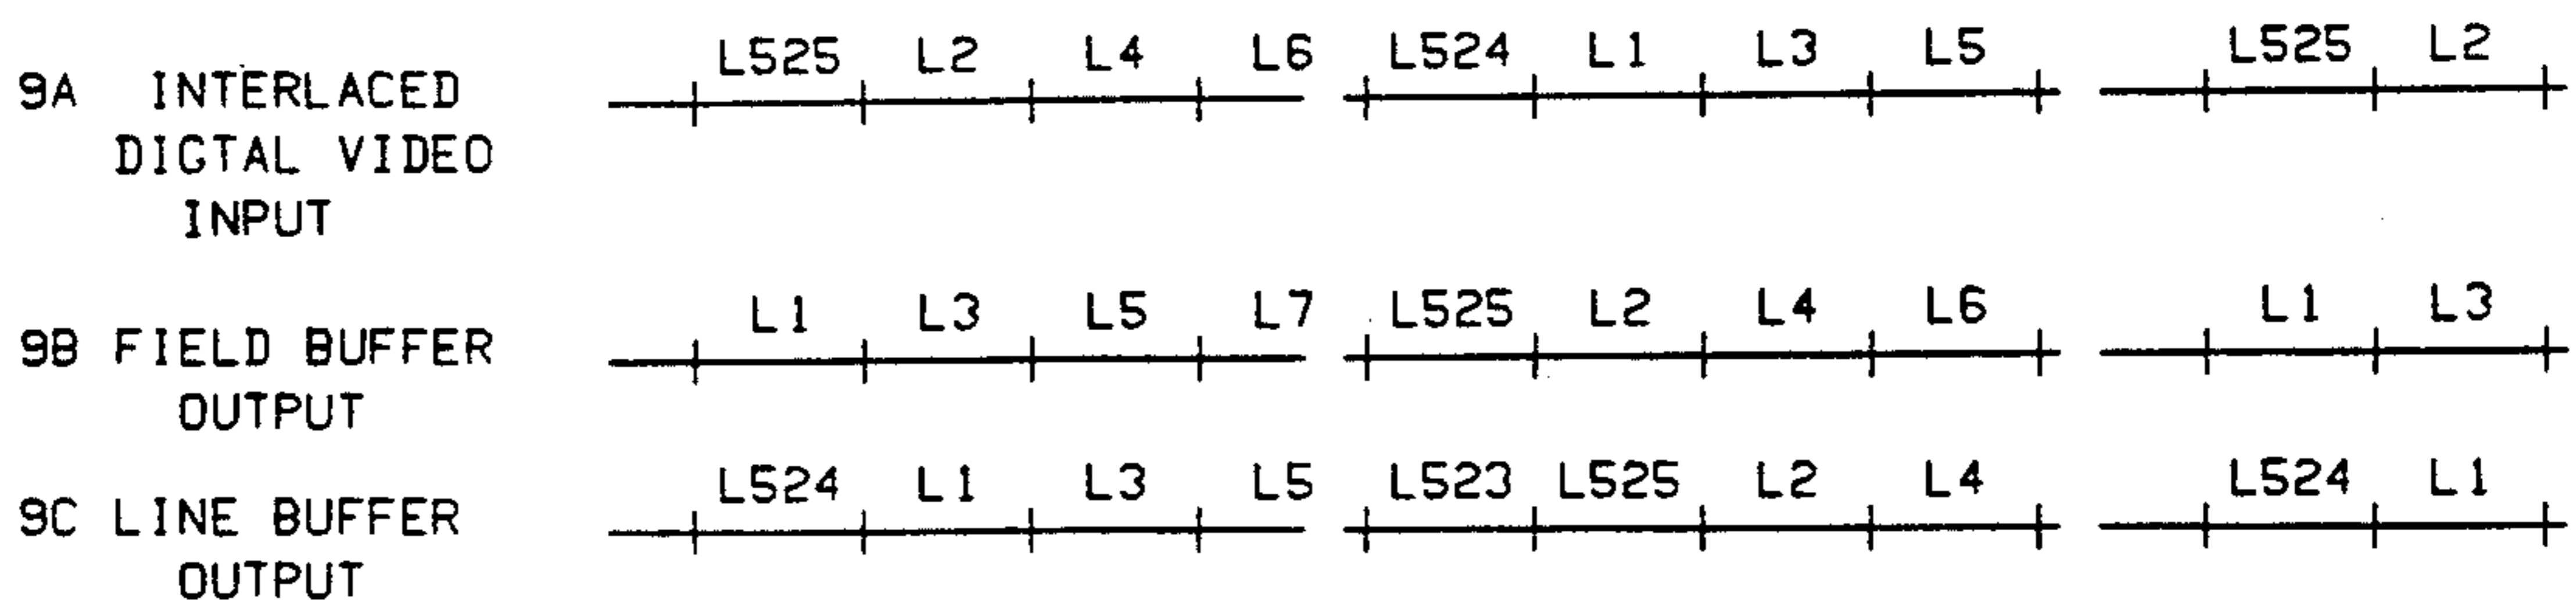 9A INTERLACED
DIGTAL VIDEO
INPUT
L525 L2 L4 L6 L524 L1 L3 L5 L525 L2
9B FIELD BUFFER
OUTPUT
L1 L3 L5 L7 L525 L2 L4 L6 L1 L3
9C LINE BUFFER
OUTPUT
L524 L1 L3 L5 L523 L525 L2 L4 L524 L1